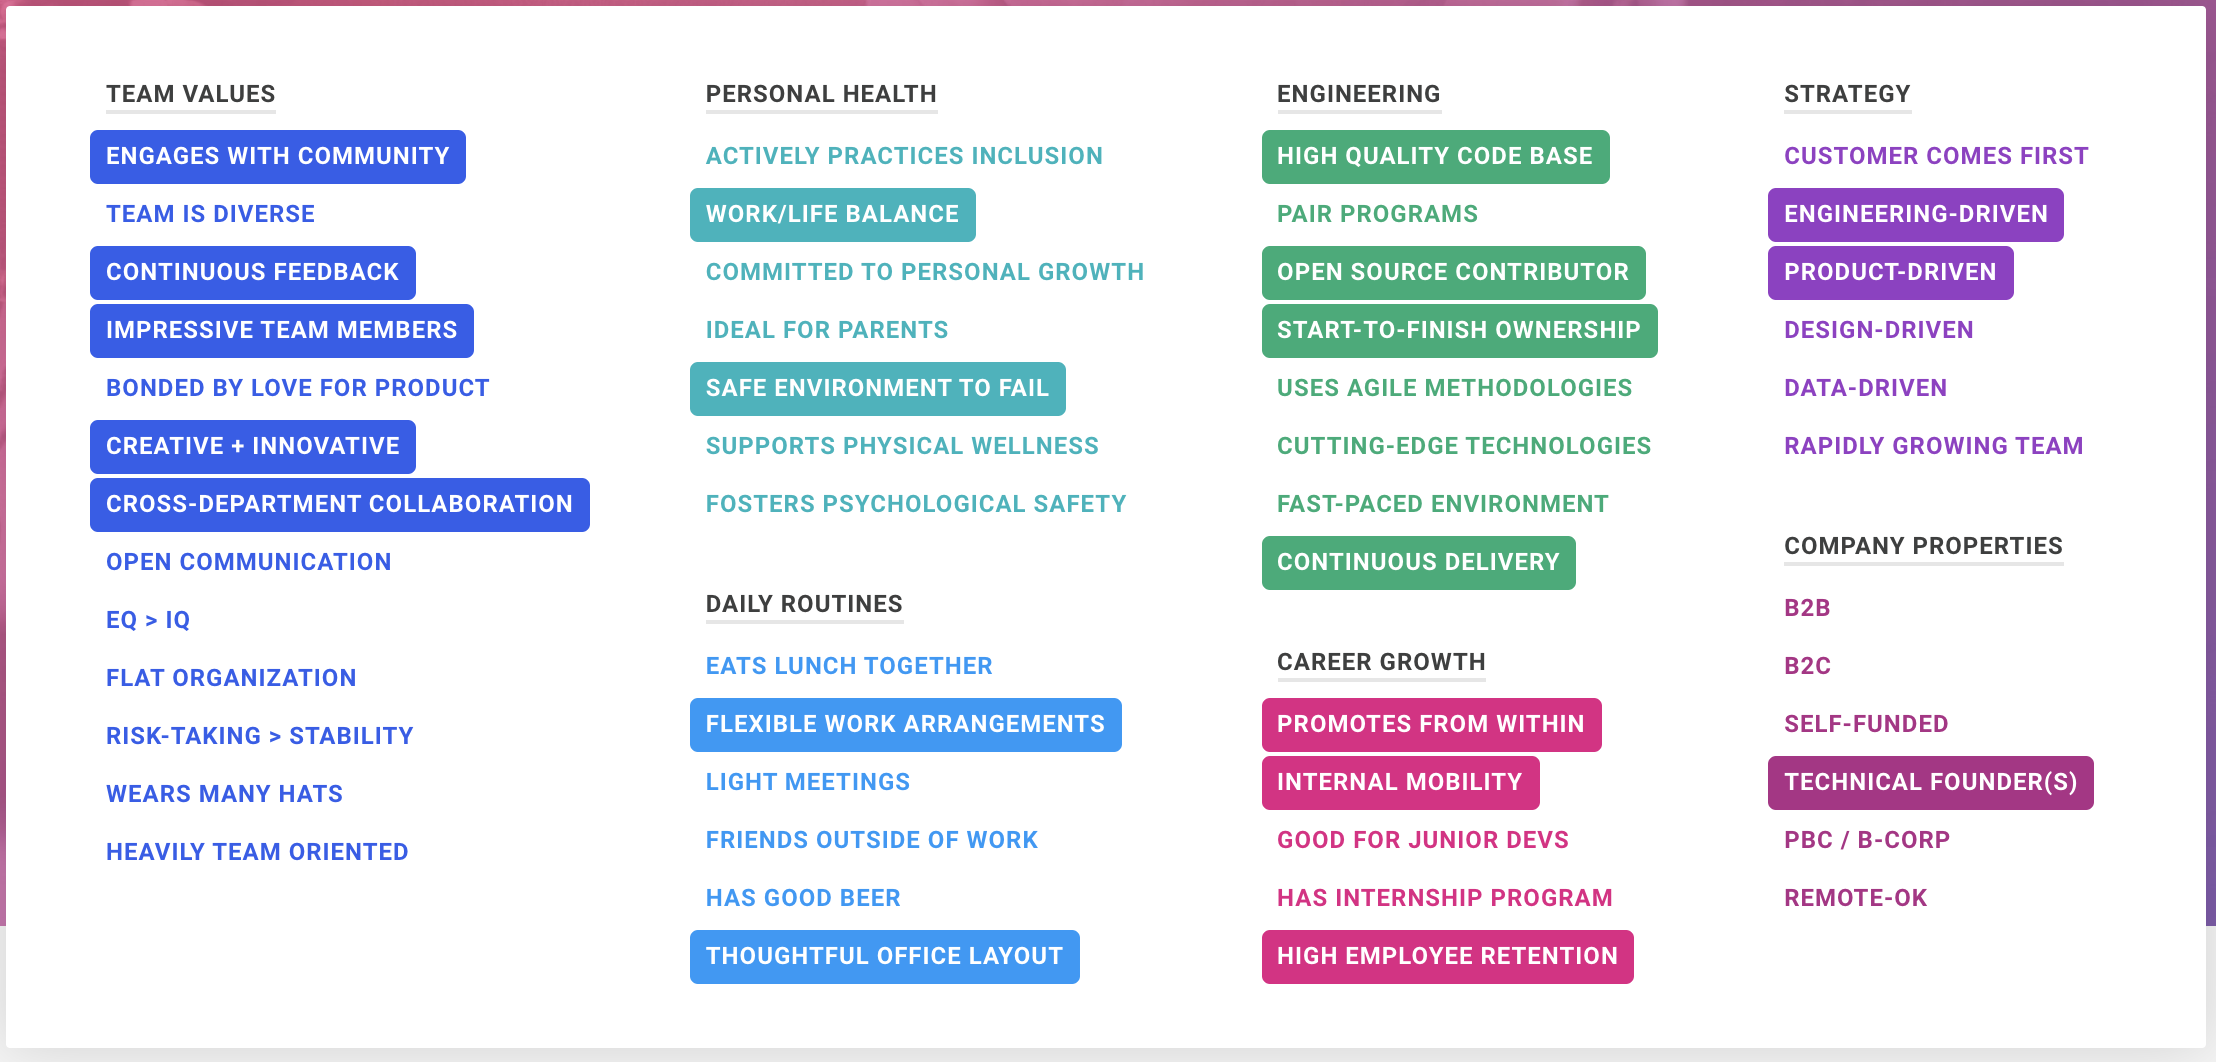 TEAM VALUES
ENGAGES WITH COMMUNITY
TEAM IS DIVERSE
CONTINUOUS FEEDBACK
IMPRESSIVE TEAM MEMBERS
BONDED BY LOVE FOR PRODUCT
CREATIVE + INNOVATIVE
CROSS-DEPARTMENT COLLABORATION
OPEN COMMUNICATION
EQ > IQ
FLAT ORGANIZATION
RISK-TAKING > STABILITY
WEARS MANY HATS
HEAVILY TEAM ORIENTED
PERSONAL HEALTH
ACTIVELY PRACTICES INCLUSION
WORK/LIFE BALANCE
COMMITTED TO PERSONAL GROWTH
IDEAL FOR PARENTS
SAFE ENVIRONMENT TO FAIL
SUPPORTS PHYSICAL WELLNESS
FOSTERS PSYCHOLOGICAL SAFETY
DAILY ROUTINES
EATS LUNCH TOGETHER
FLEXIBLE WORK ARRANGEMENTS
LIGHT MEETINGS
FRIENDS OUTSIDE OF WORK
HAS GOOD BEER
THOUGHTFUL OFFICE LAYOUT
ENGINEERING
HIGH QUALITY CODE BASE
PAIR PROGRAMS
OPEN SOURCE CONTRIBUTOR
START-TO-FINISH OWNERSHIP
USES AGILE METHODOLOGIES
CUTTING-EDGE TECHNOLOGIES
FAST-PACED ENVIRONMENT
CONTINUOUS DELIVERY
CAREER GROWTH
PROMOTES FROM WITHIN
INTERNAL MOBILITY
GOOD FOR JUNIOR DEVS
HAS INTERNSHIP PROGRAM
HIGH EMPLOYEE RETENTION
STRATEGY
CUSTOMER COMES FIRST
ENGINEERING-DRIVEN
PRODUCT-DRIVEN
DESIGN-DRIVEN
DATA-DRIVEN
RAPIDLY GROWING TEAM
COMPANY PROPERTIES
B2B
B2C
SELF-FUNDED
TECHNICAL FOUNDER(S)
PBC / B-CORP
REMOTE-OK